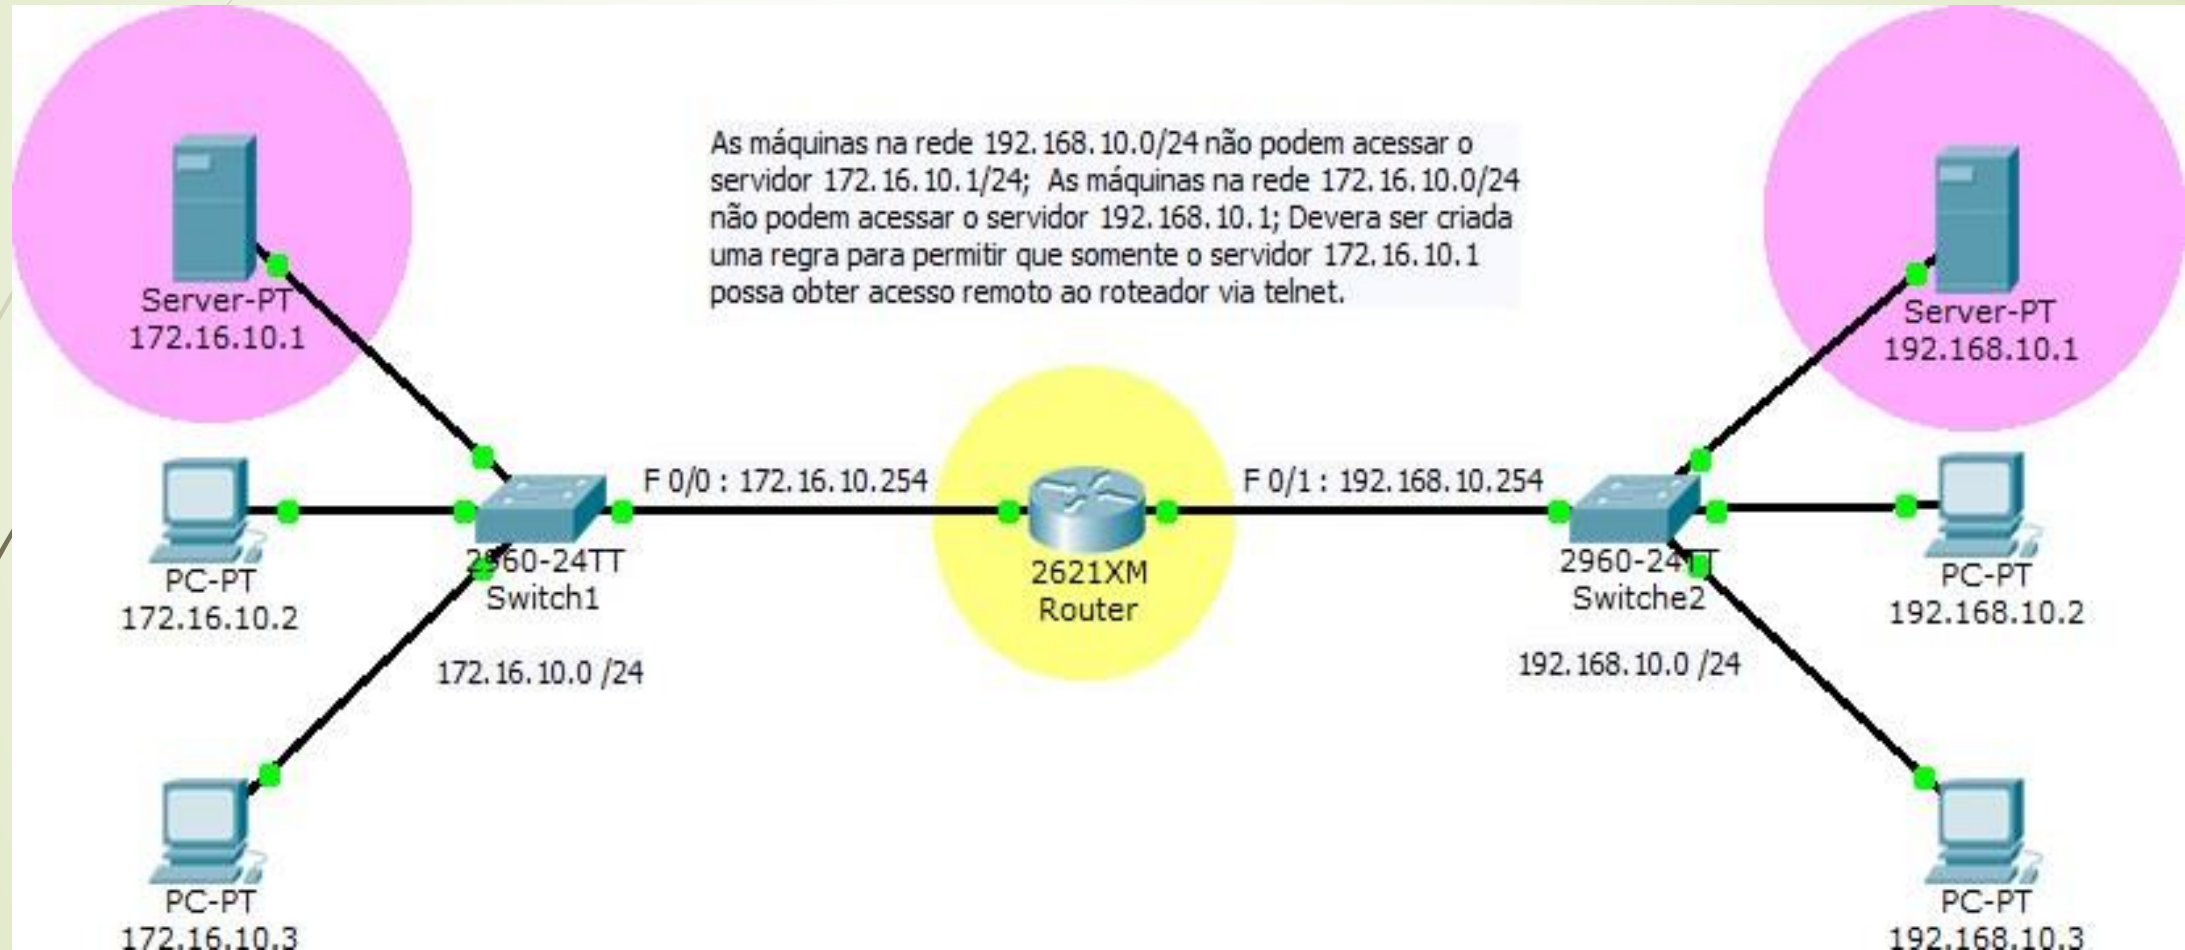 As máquinas na rede 192.168.10.0/24 não podem acessar o
servidor 172.16.10.1/24; As máquinas na rede 172.16.10.0/24
não podem acessar o servidor 192.168.10.1; Devera ser criada
uma regra para permitir que somente o servidor 172.16.10.1
possa obter acesso remoto ao roteador via telnet.
Server-PT
172.16.10.1
Server-PT
192.168.10.1
F 0/0 : 172.16.10.254
F 0/1 : 192.168.10.254
PC-PT
172.16.10.2
2960-24TT
Switch1
2621XM
Router
2960-24TT
Switche2
PC-PT
192.168.10.2
172.16.10.0 /24
192.168.10.0 /24
PC-PT
172.16.10.3
PC-PT
192.168.10.3